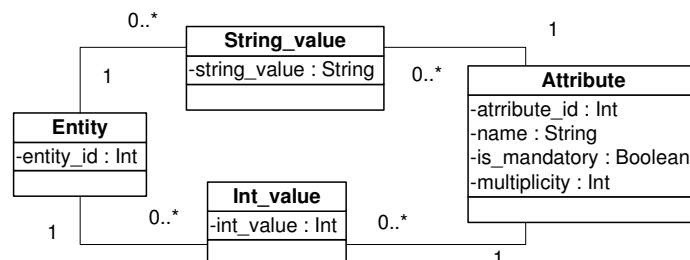 0..*
String_value
1
-string_value : String
1
0..*
Attribute
-atrribute_id : Int
-name : String
-is_mandatory : Boolean
-multiplicity : Int
Entity
-entity_id : Int
Int_value
-int_value : Int
1
0..*
0..*
1